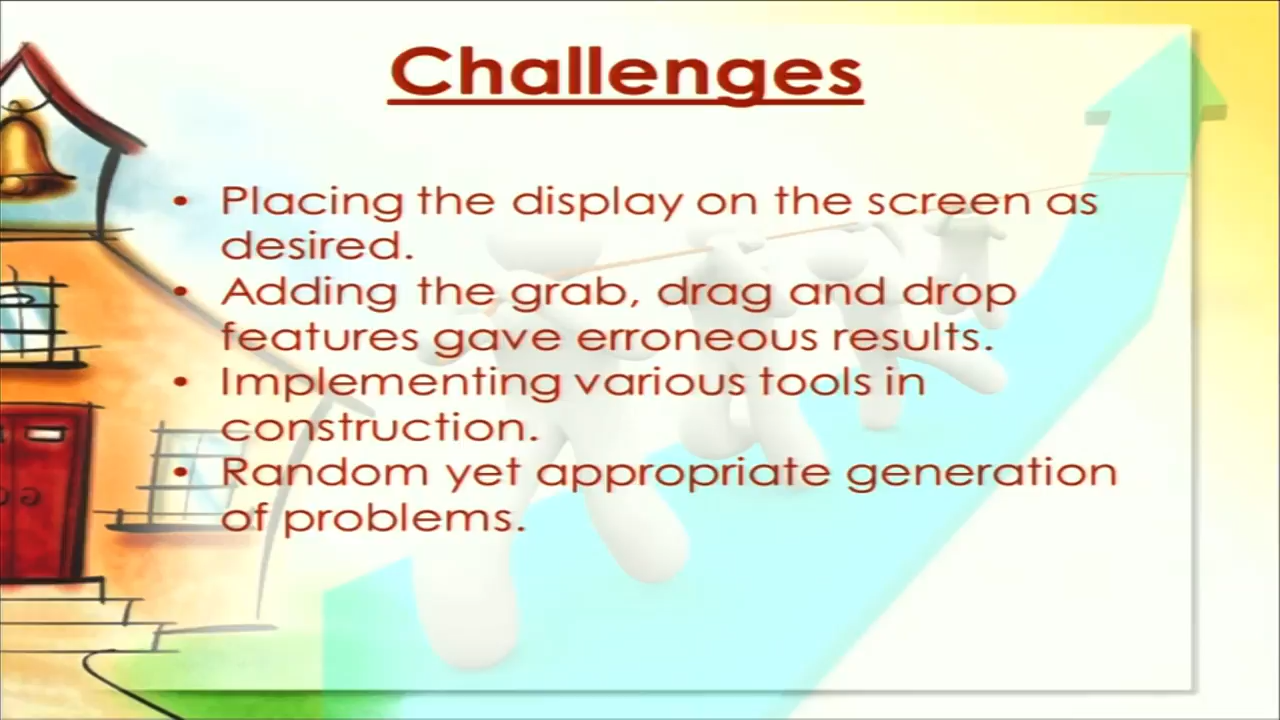 Challenges
• Placing the display on the screen as
desired.
• Adding the grab, drag and drop
features gave erroneous results.
• Implementing various tools in
construction.
• Random yet appropriate generation
of problems.